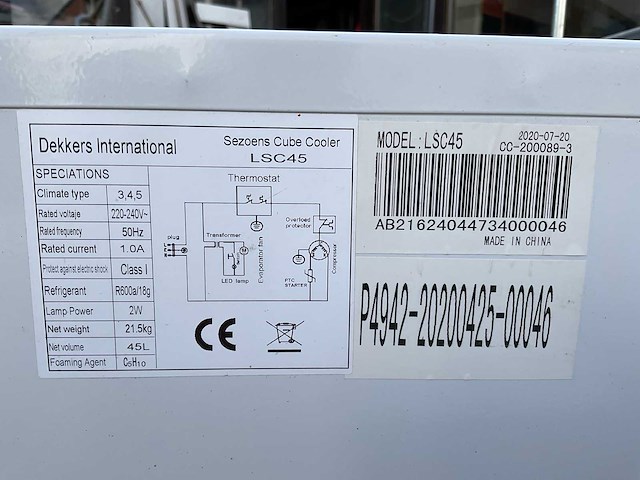 Dekkers International
Sezoens Cube Cooler
LSC45
SPECIATIONS
Climate type 3,4,5
Rated voltaje 220-240V~
Rated frequency 50Hz
Rated current 1.0A
Protect against electric shock Class I
Refrigerant R600a/18g
Lamp Power 2W
Net weight 21.5kg
Net volume 45L
Foaming Agent C5H10
Thermostat
Overload
protector
plug
Transformer
LED lamp
Evaporator fan
PTC
STARTER
Compressor
CE
MODEL: LSC45
2020-07-20
CC-200089-3
AB21624044734000046
MADE IN CHINA
P4942-20200425-00046